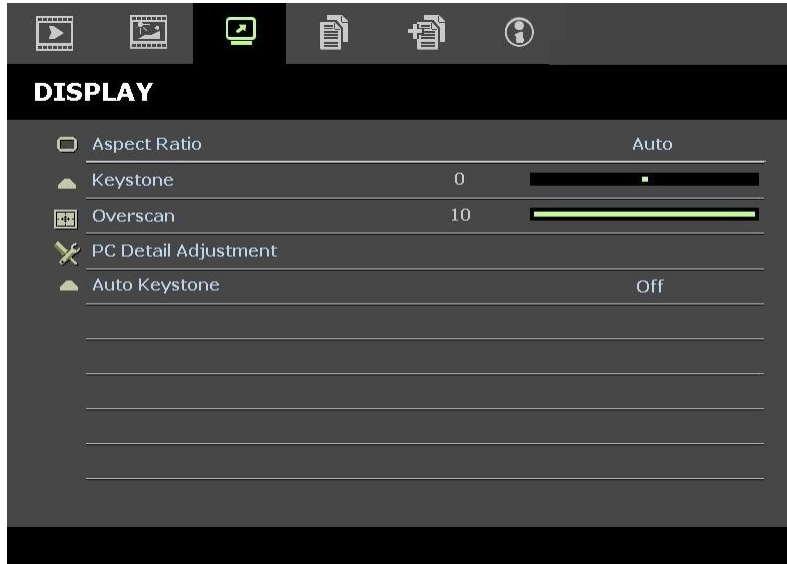 DISPLAY
Aspect Ratio Auto
Keystone 0
Overscan 10
PC Detail Adjustment
Auto Keystone Off